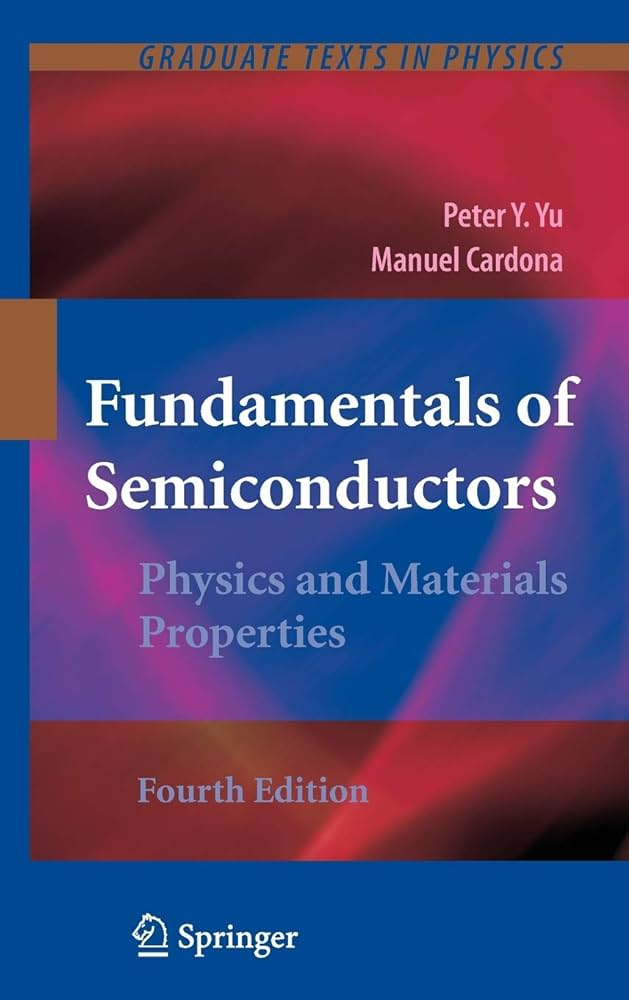 GRADUATE TEXTS IN PHYSICS
Peter Y. Yu
Manuel Cardona
Fundamentals of
Semiconductors
Physics and Materials
Properties
Fourth Edition
Springer